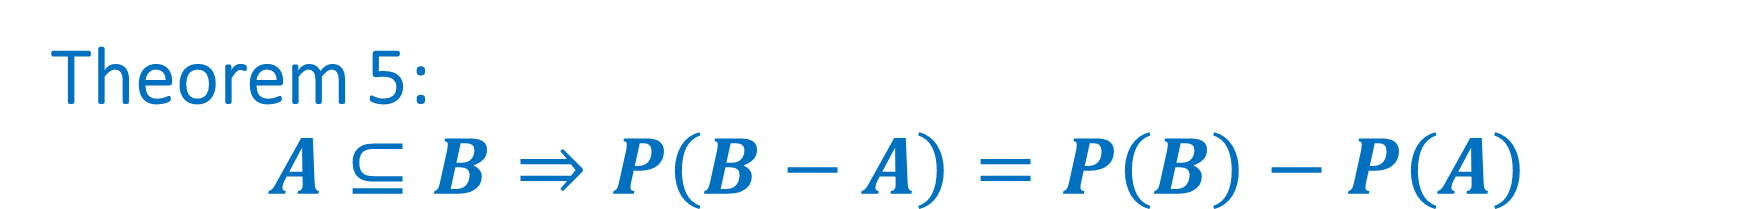 Theorem 5:
A ⊆ B ⇒ P(B − A) = P(B) − P(A)